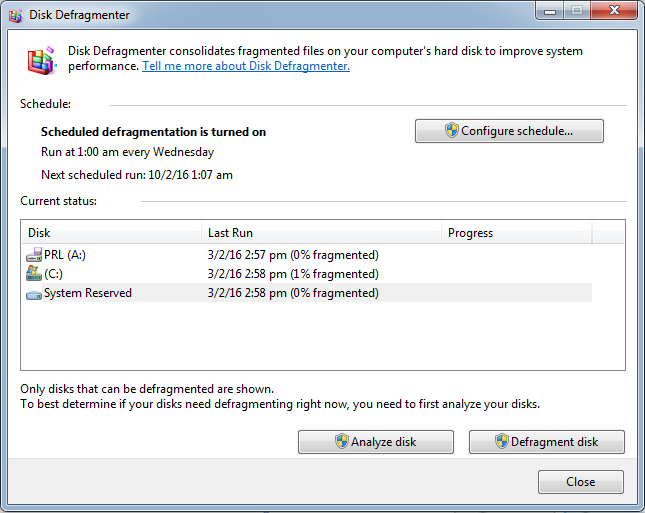 Disk Defragmenter
Disk Defragmenter consolidates fragmented files on your computer's hard disk to improve system
performance. Tell me more about Disk Defragmenter.
Schedule:
Scheduled defragmentation is turned on
Configure schedule...
Run at 1:00 am every Wednesday
Next scheduled run: 10/2/16 1:07 am
Current status:
Disk Last Run Progress
PRL (A:) 3/2/16 2:57 pm (0% fragmented)
(C:) 3/2/16 2:58 pm (1% fragmented)
System Reserved 3/2/16 2:58 pm (0% fragmented)
Only disks that can be defragmented are shown.
To best determine if your disks need defragmenting right now, you need to first analyze your disks.
Analyze disk Defragment disk
Close